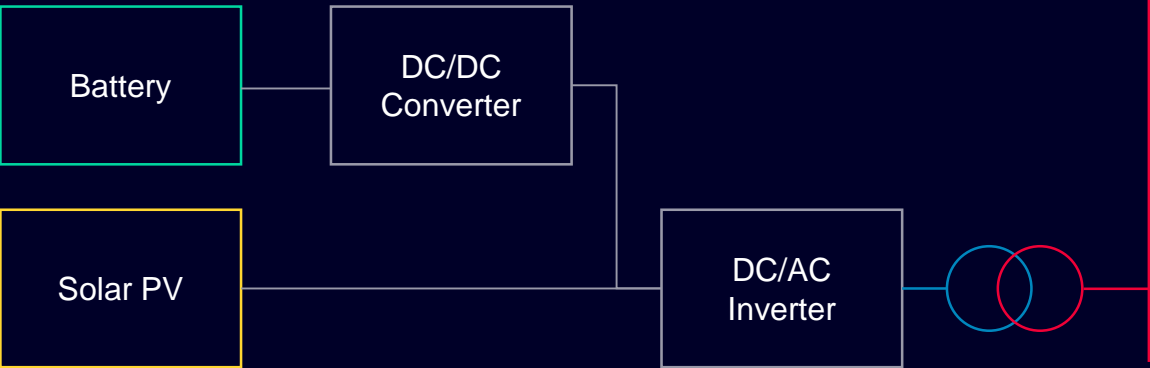 Battery
DC/DC
Converter
Solar PV
DC/AC
Inverter